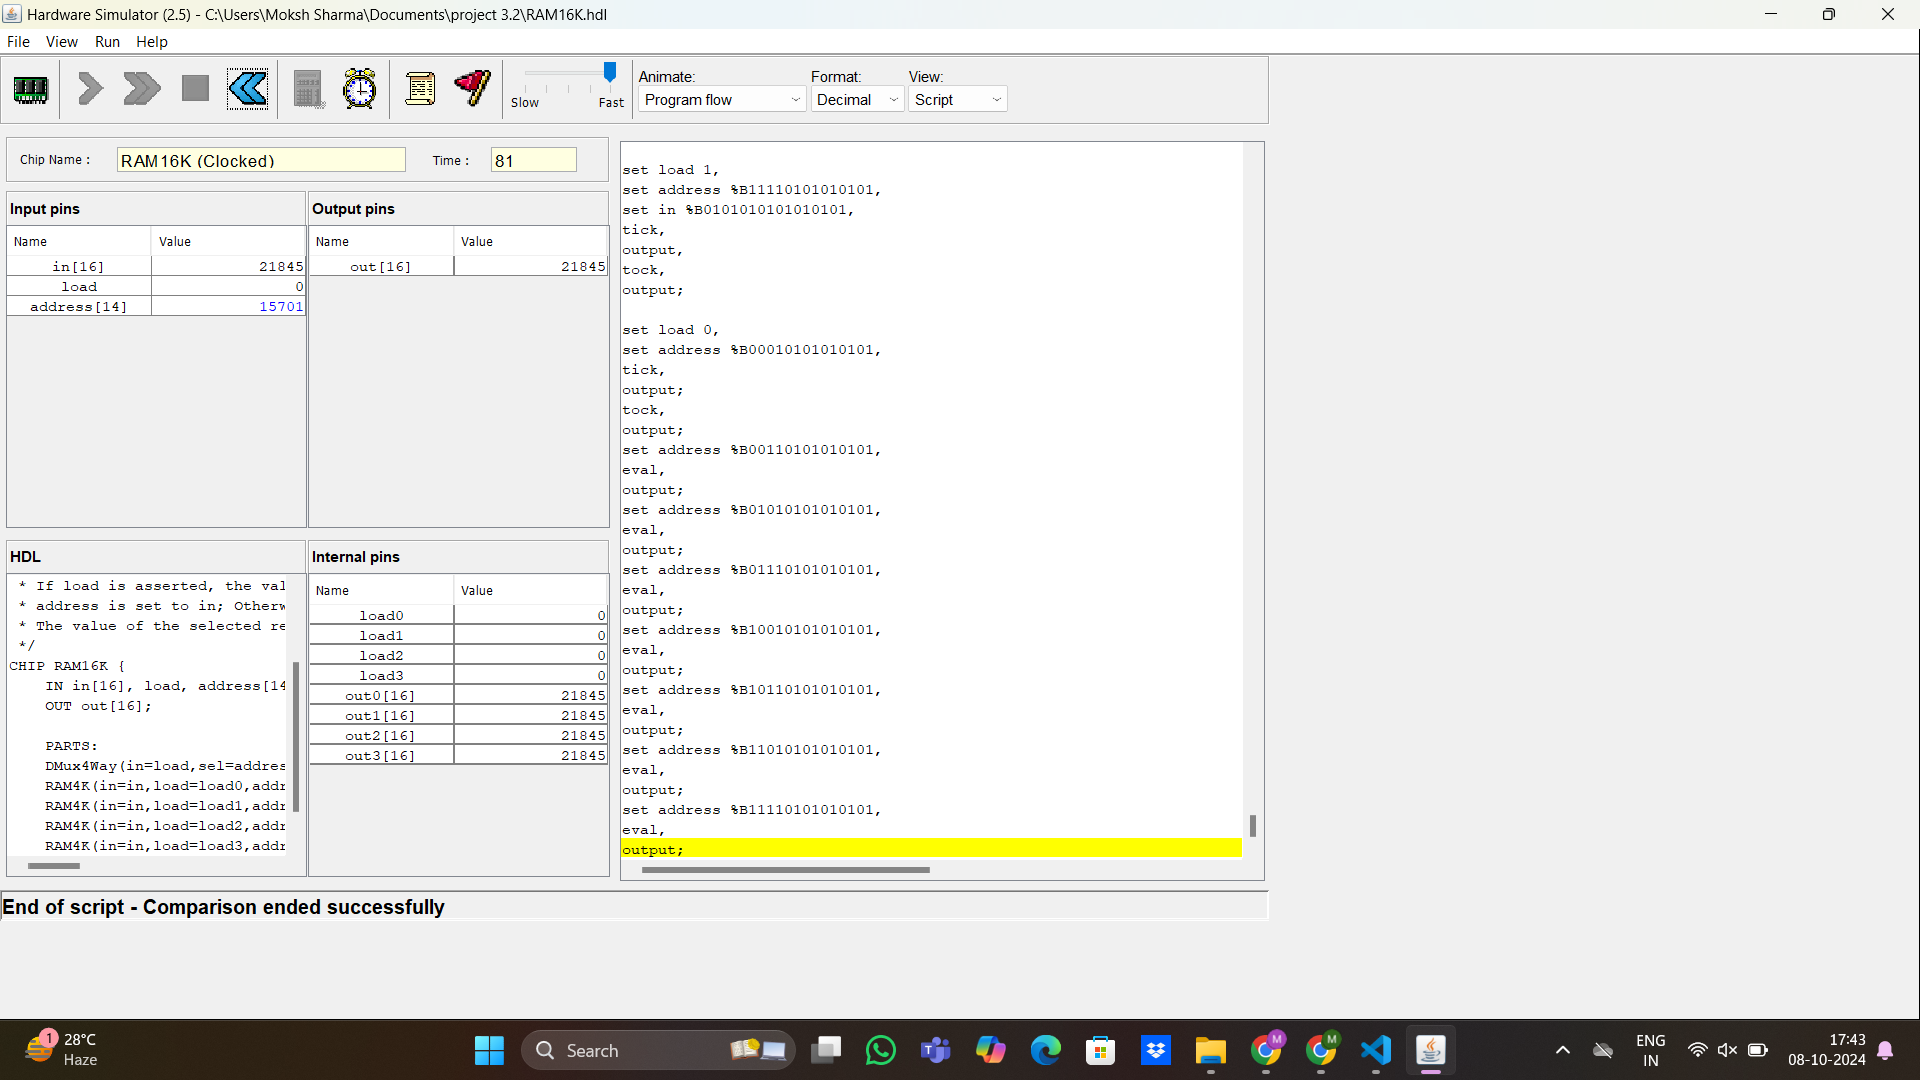 Hardware Simulator (2.5) - C:\Users\Moksh Sharma\Documents\project 3.2\RAM16K.hdl
File View Run Help
Slow Fast
Animate: Format: View:
Program flow Decimal Script
Chip Name : RAM16K (Clocked) Time : 81
Input pins
Name Value
in[16] 21845
load 0
address[14] 15701
Output pins
Name Value
out[16] 21845
HDL
* If load is asserted, the val
* address is set to in; Otherw
* The value of the selected re
*/
CHIP RAM16K {
IN in[16], load, address[14
OUT out[16];
PARTS:
DMux4Way(in=load,sel=addres
RAM4K(in=in,load=load0,addr
RAM4K(in=in,load=load1,addr
RAM4K(in=in,load=load2,addr
RAM4K(in=in,load=load3,addr
Internal pins
Name Value
load0 0
load1 0
load2 0
load3 0
out0[16] 21845
out1[16] 21845
out2[16] 21845
out3[16] 21845
set load 1,
set address %B11110101010101,
set in %B0101010101010101,
tick,
output,
tock,
output;
set load 0,
set address %B00010101010101,
tick,
output;
tock,
output;
set address %B00110101010101,
eval,
output;
set address %B01010101010101,
eval,
output;
set address %B01110101010101,
eval,
output;
set address %B10010101010101,
eval,
output;
set address %B10110101010101,
eval,
output;
set address %B11010101010101,
eval,
output;
set address %B11110101010101,
eval,
output;
End of script - Comparison ended successfully
1
28°C
Haze
Search
M
M
ENG
IN
17:43
08-10-2024